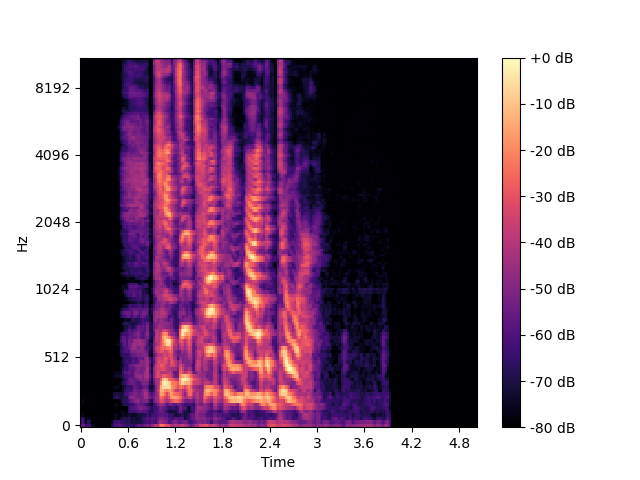 8192
4096
2048
1024
512
0
Hz
0 0.6 1.2 1.8 2.4 3 3.6 4.2 4.8
Time
+0 dB
-10 dB
-20 dB
-30 dB
-40 dB
-50 dB
-60 dB
-70 dB
-80 dB